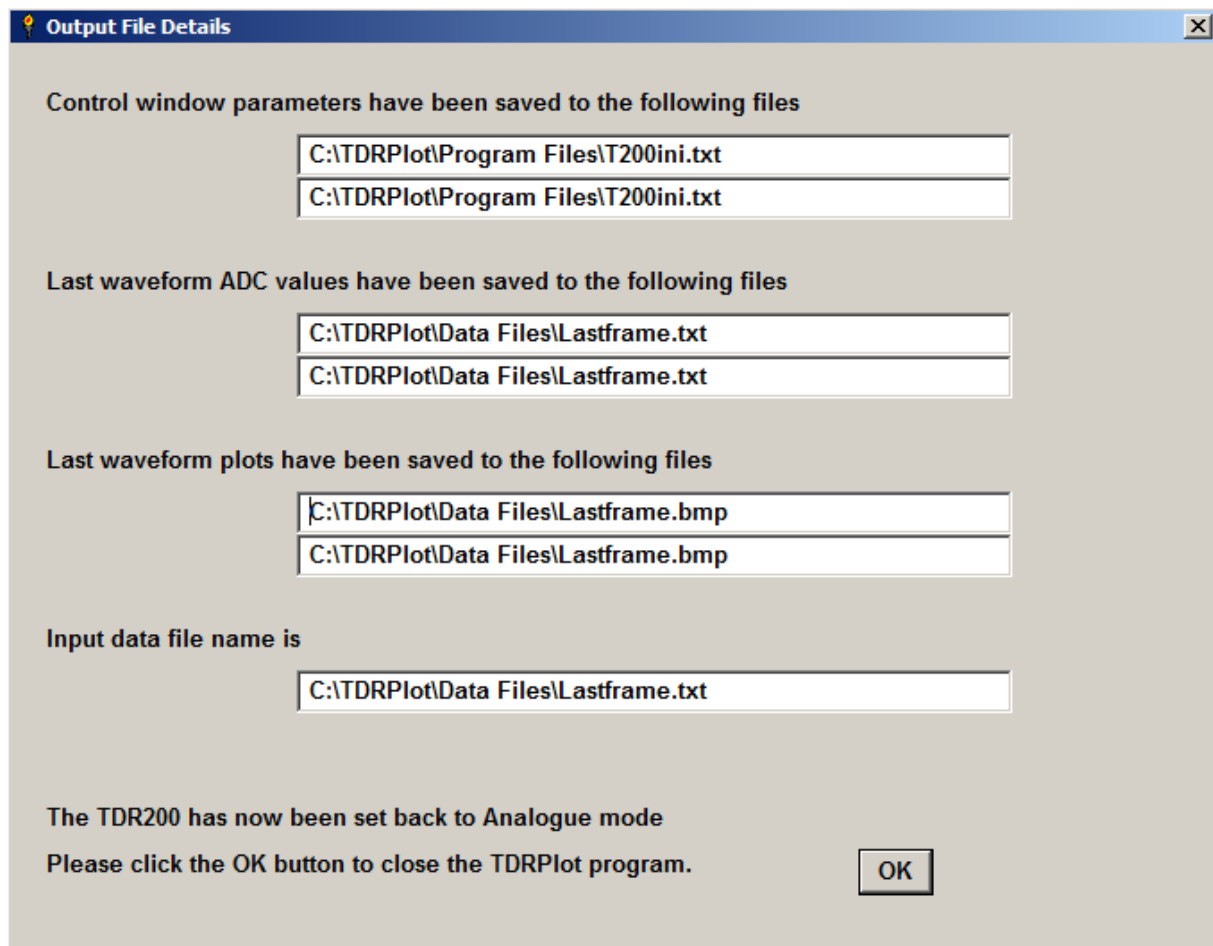 Output File Details
Control window parameters have been saved to the following files
C:\TDRPlot\Program Files\T200ini.txt
C:\TDRPlot\Program Files\T200ini.txt
Last waveform ADC values have been saved to the following files
C:\TDRPlot\Data Files\Lastframe.txt
C:\TDRPlot\Data Files\Lastframe.txt
Last waveform plots have been saved to the following files
C:\TDRPlot\Data Files\Lastframe.bmp
C:\TDRPlot\Data Files\Lastframe.bmp
Input data file name is
C:\TDRPlot\Data Files\Lastframe.txt
The TDR200 has now been set back to Analogue mode
Please click the OK button to close the TDRPlot program.
OK